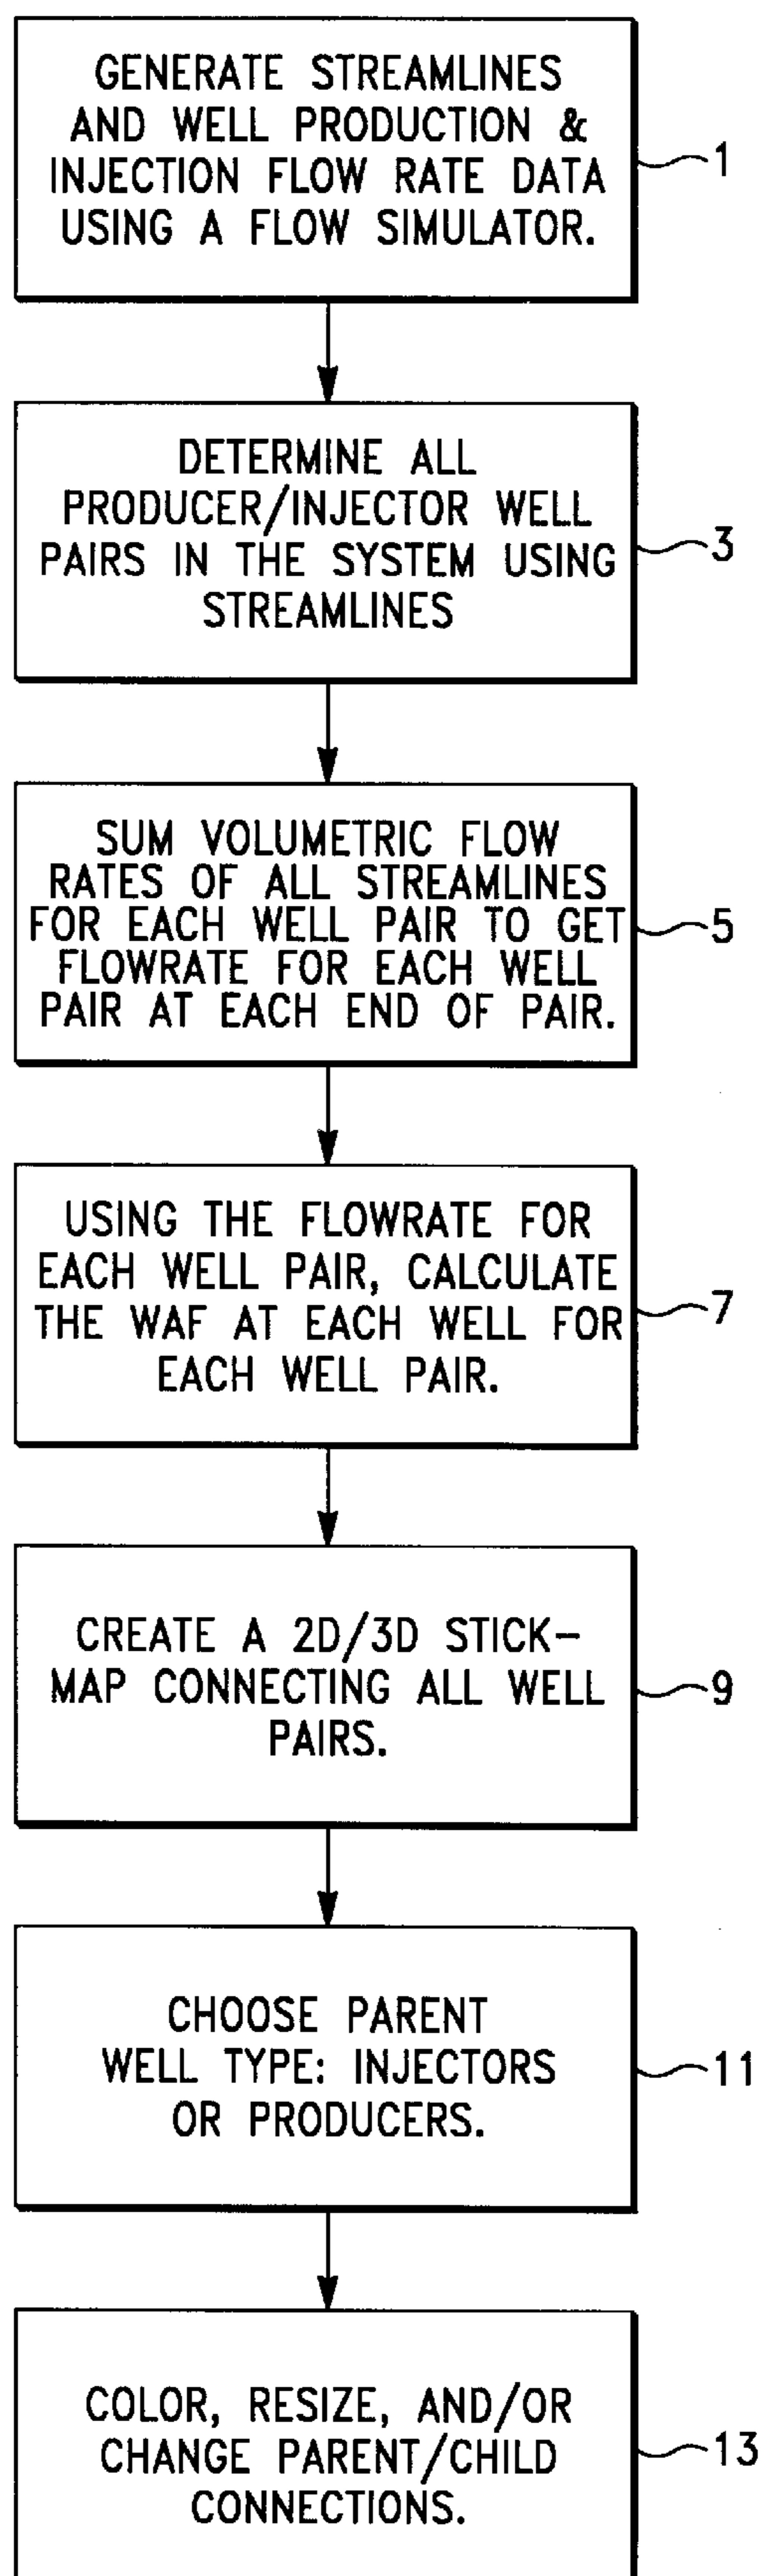 GENERATE STREAMLINES
AND WELL PRODUCTION &
INJECTION FLOW RATE DATA
USING A FLOW SIMULATOR.
1
DETERMINE ALL
PRODUCER/INJECTOR WELL
PAIRS IN THE SYSTEM USING
STREAMLINES
3
SUM VOLUMETRIC FLOW
RATES OF ALL STREAMLINES
FOR EACH WELL PAIR TO GET
FLOWRATE FOR EACH WELL
PAIR AT EACH END OF PAIR.
5
USING THE FLOWRATE FOR
EACH WELL PAIR, CALCULATE
THE WAF AT EACH WELL FOR
EACH WELL PAIR.
7
CREATE A 2D/3D STICK-
MAP CONNECTING ALL WELL
PAIRS.
9
CHOOSE PARENT
WELL TYPE: INJECTORS
OR PRODUCERS.
11
COLOR, RESIZE, AND/OR
CHANGE PARENT/CHILD
CONNECTIONS.
13